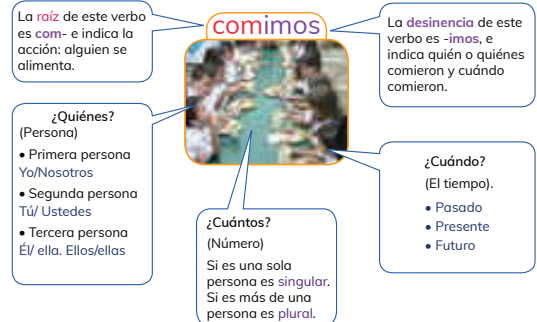 comimos
La raíz de este verbo
es com- e indica la
acción: alguien se
alimenta.
La desinencia de este
verbo es -imos, e
indica quién o quiénes
comieron y cuándo
comieron.
¿Quiénes?
(Persona)
• Primera persona
Yo/Nosotros
• Segunda persona
Tú/ Ustedes
• Tercera persona
Él/ ella. Ellos/ellas
¿Cuántos?
(Número)
Si es una sola
persona es singular.
Si es más de una
persona es plural.
¿Cuándo?
(El tiempo).
• Pasado
• Presente
• Futuro